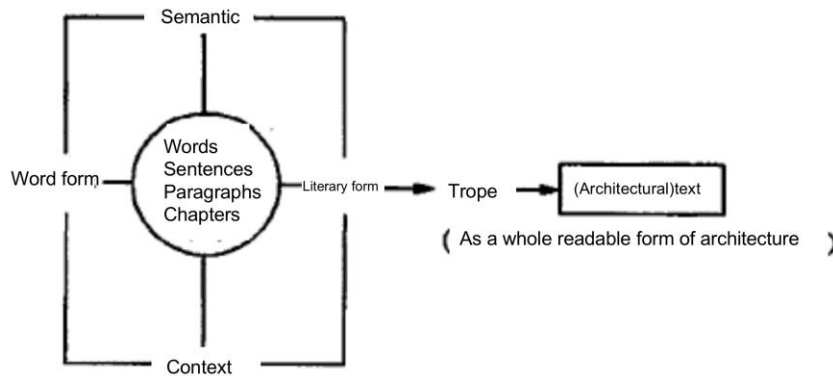 Semantic
Words
Sentences
Paragraphs
Chapters
Word form
Literary form
Trope
(Architectural)text
( As a whole readable form of architecture )
Context